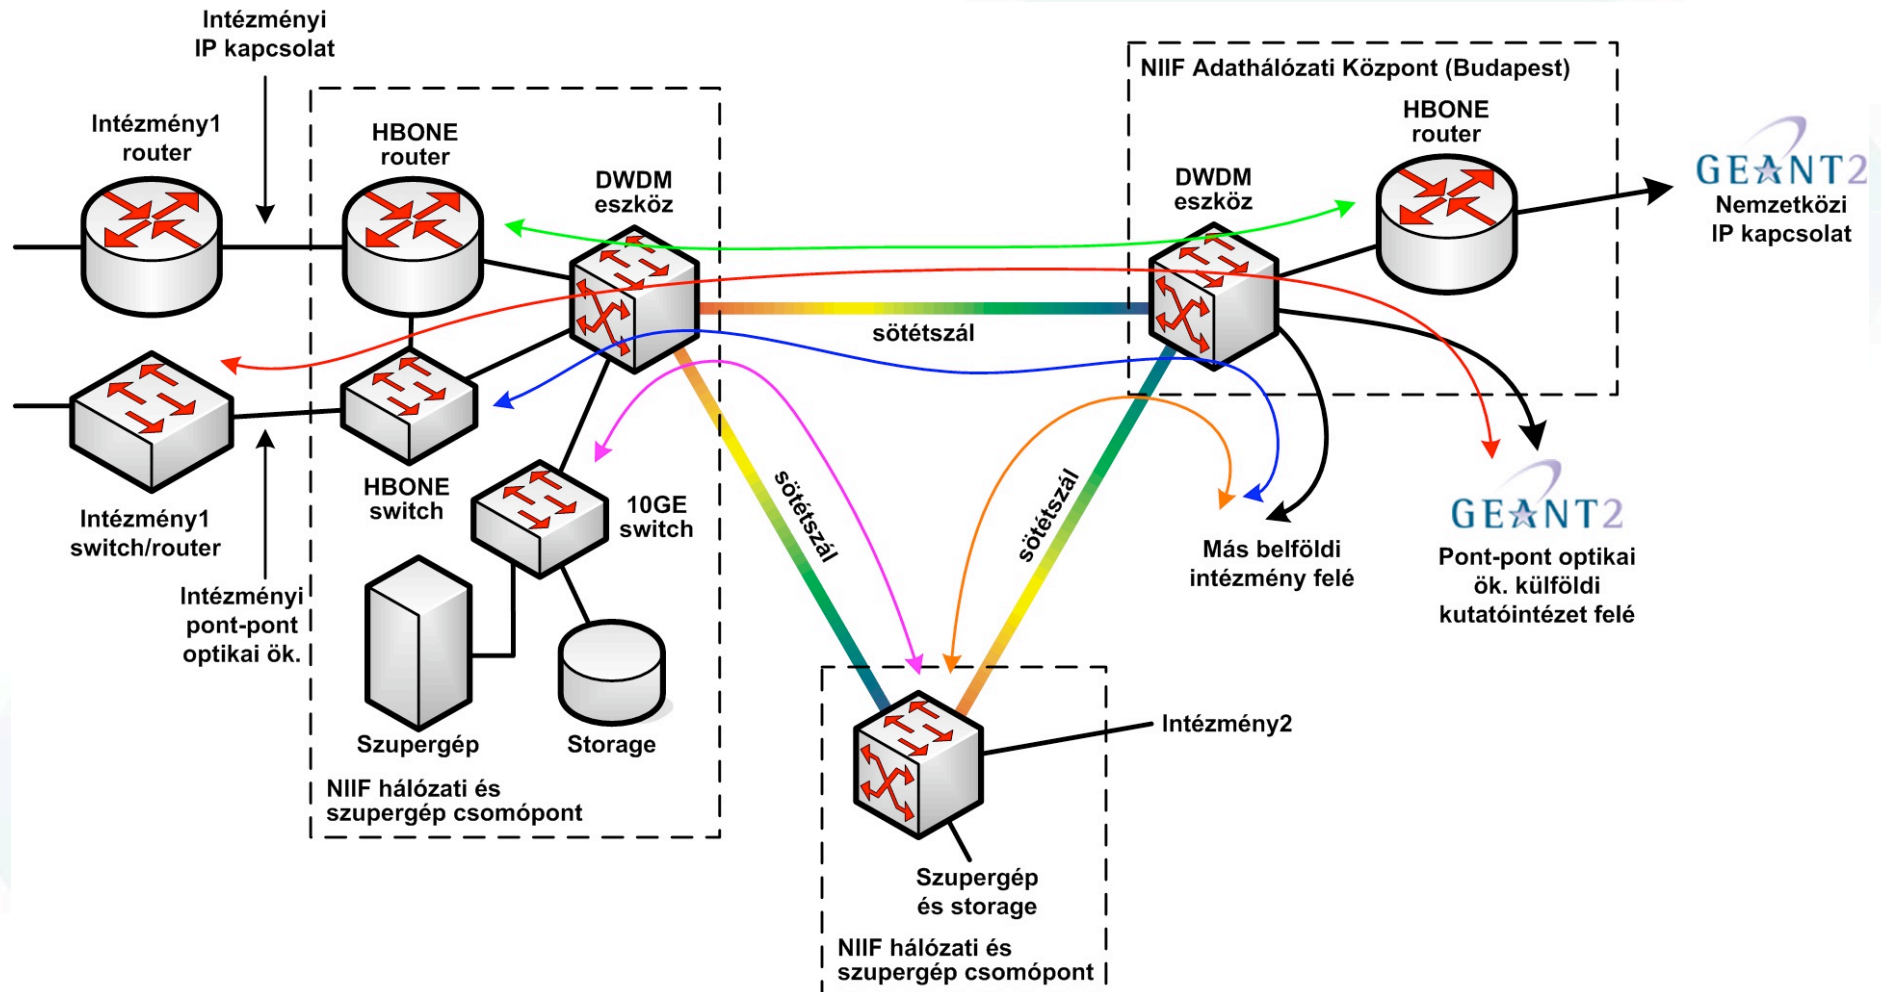 Intézményi
IP kapcsolat
Intézmény1
router
HBONE
router
DWDM
eszköz
NIIF Adathálózati Központ (Budapest)
HBONE
router
DWDM
eszköz
GEANT2
Nemzetközi
IP kapcsolat
sötétszál
HBONE
switch
10GE
switch
Intézmény1
switch/router
Intézményi
pont-pont
optikai ök.
Szupergép
Storage
NIIF hálózati és
szupergép csomópont
sötétszál
sötétszál
Más belföldi
intézmény felé
GEANT2
Pont-pont optikai
ök. külföldi
kutatóintézet felé
Intézmény2
Szupergép
és storage
NIIF hálózati és
szupergép csomópont